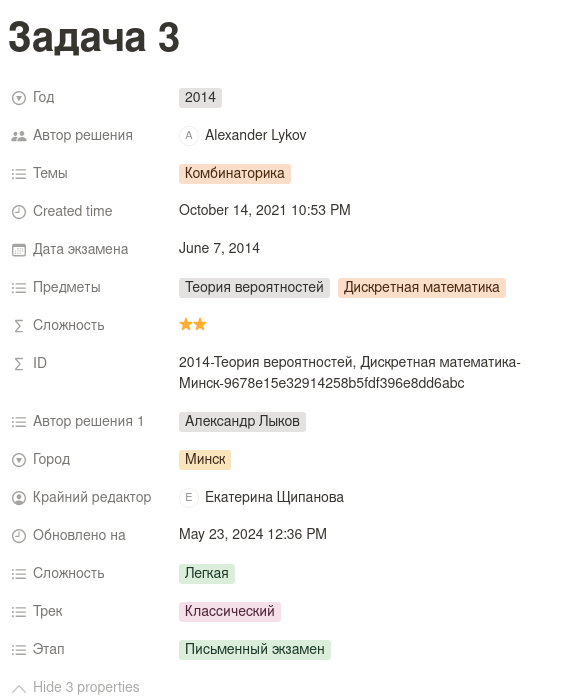 Задача 3
Год 2014
Автор решения A Alexander Lykov
Темы Комбинаторика
Created time October 14, 2021 10:53 PM
Дата экзамена June 7, 2014
Предметы Теория вероятностей Дискретная математика
Сложность
ID 2014-Теория вероятностей, Дискретная математика-
Минск-9678e15e32914258b5fdf396e8dd6abc
Автор решения 1 Александр Лыков
Город Минск
Крайний редактор E Екатерина Щипанова
Обновлено на May 23, 2024 12:36 PM
Сложность Легкая
Трек Классический
Этап Письменный экзамен
Hide 3 properties